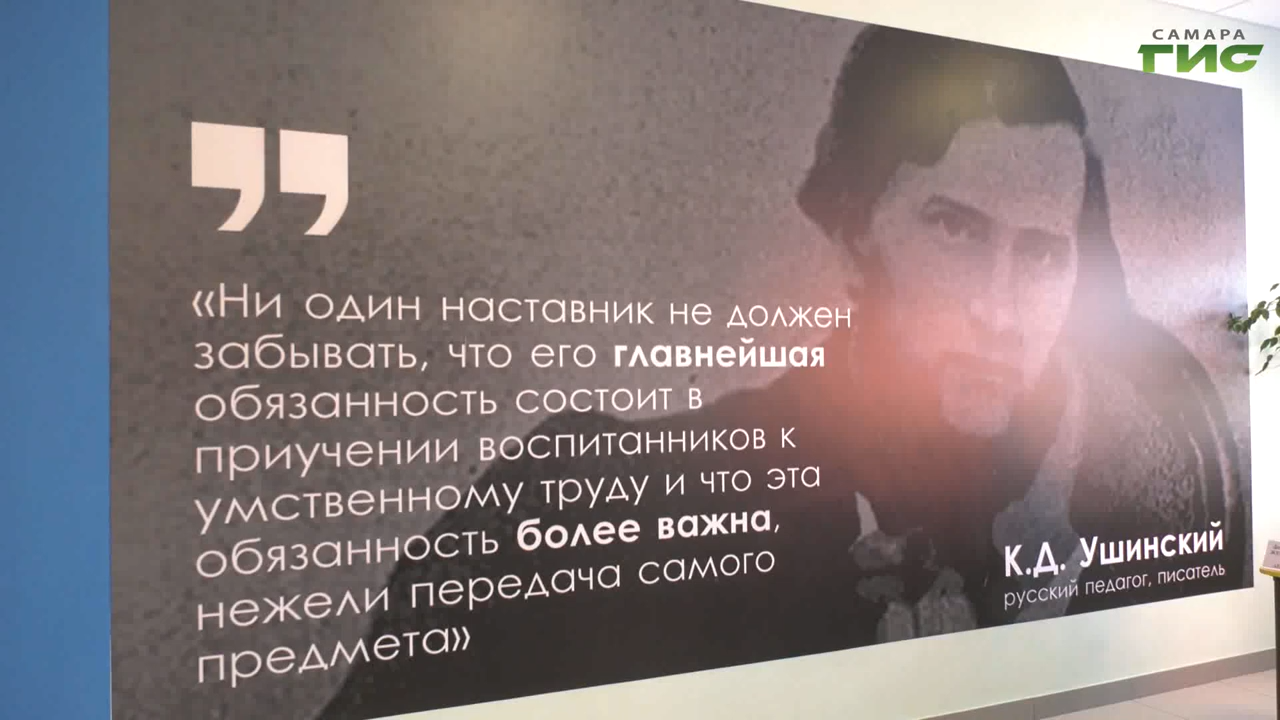 САМАРА
ГИС
«Ни один наставник не должен
забывать, что его главнейшая
обязанность состоит в
приучении воспитанников к
умственному труду и что эта
обязанность более важна,
нежели передача самого
предмета»
К.Д. Ушинский
русский педагог, писатель